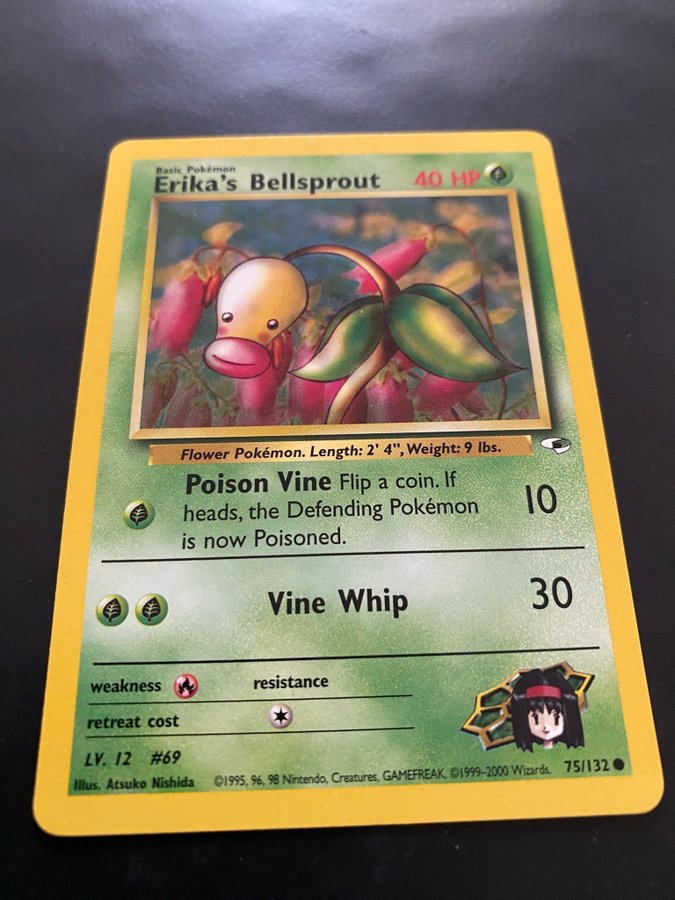 Basic Pokémon
Erika's Bellsprout 40 HP
Flower Pokémon. Length: 2' 4", Weight: 9 lbs.
Poison Vine Flip a coin. If
heads, the Defending Pokémon
is now Poisoned.
10
Vine Whip 30
weakness resistance
retreat cost
LV. 12 #69
Illus. Atsuko Nishida ©1995, 96, 98 Nintendo, Creatures, GAMEFREAK. ©1999-2000 Wizards. 75/132